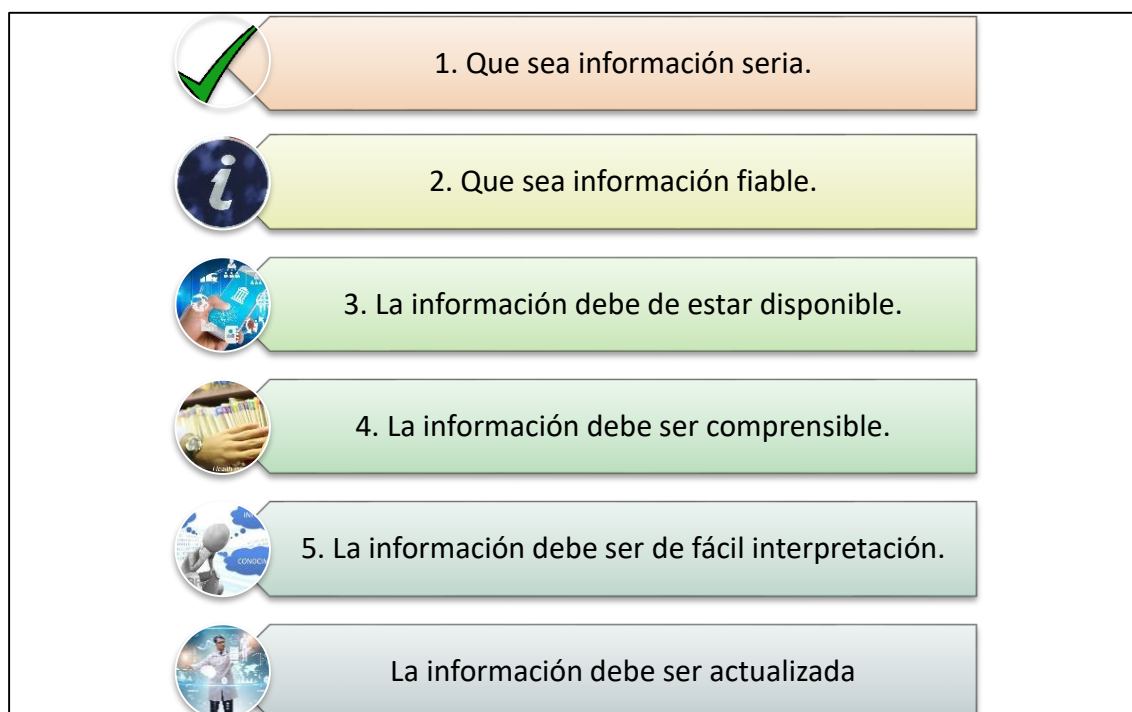 1. Que sea información seria.
2. Que sea información fiable.
3. La información debe de estar disponible.
4. La información debe ser comprensible.
Health
5. La información debe ser de fácil interpretación.
La información debe ser actualizada